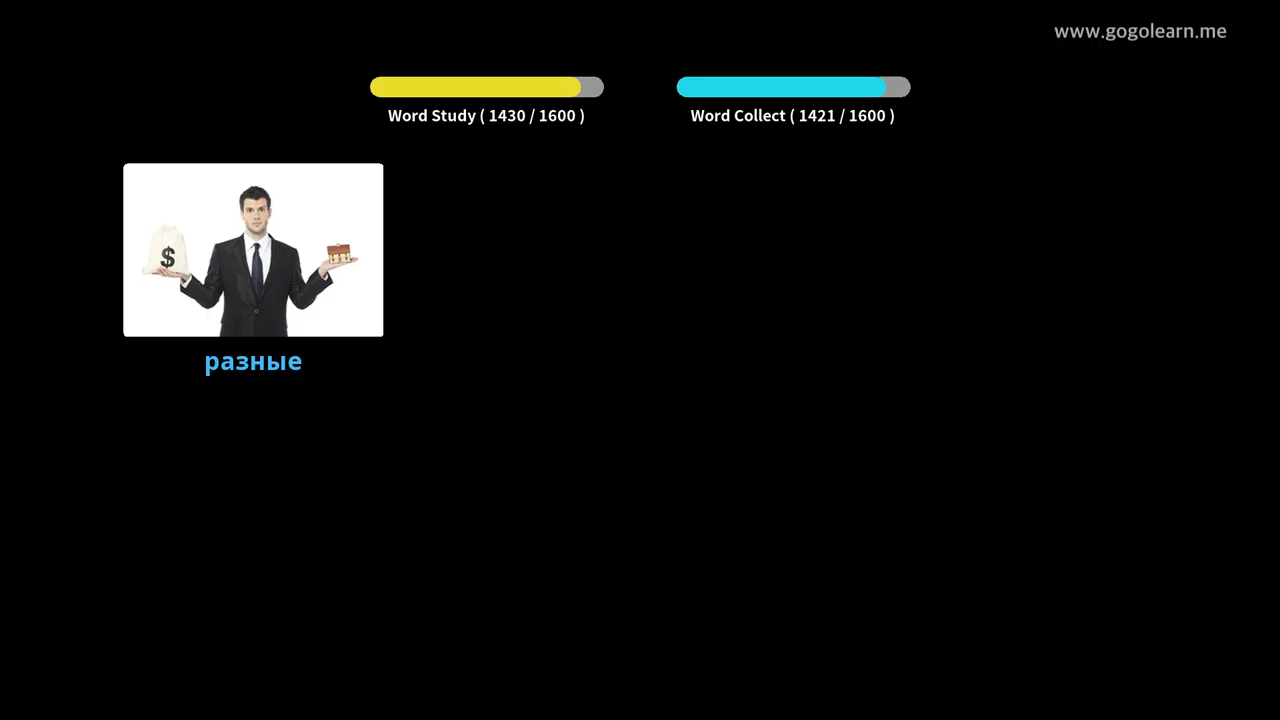 www.gogolearn.me
Word Study ( 1430 / 1600 )
Word Collect ( 1421 / 1600 )
$
разные